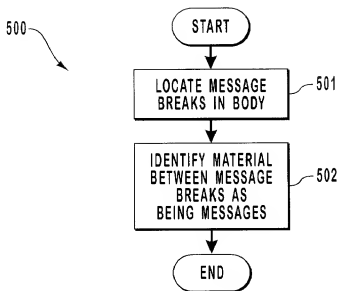 500
START
LOCATE MESSAGE
BREAKS IN BODY
501
IDENTIFY MATERIAL
BETWEEN MESSAGE
BREAKS AS
BEING MESSAGES
502
END